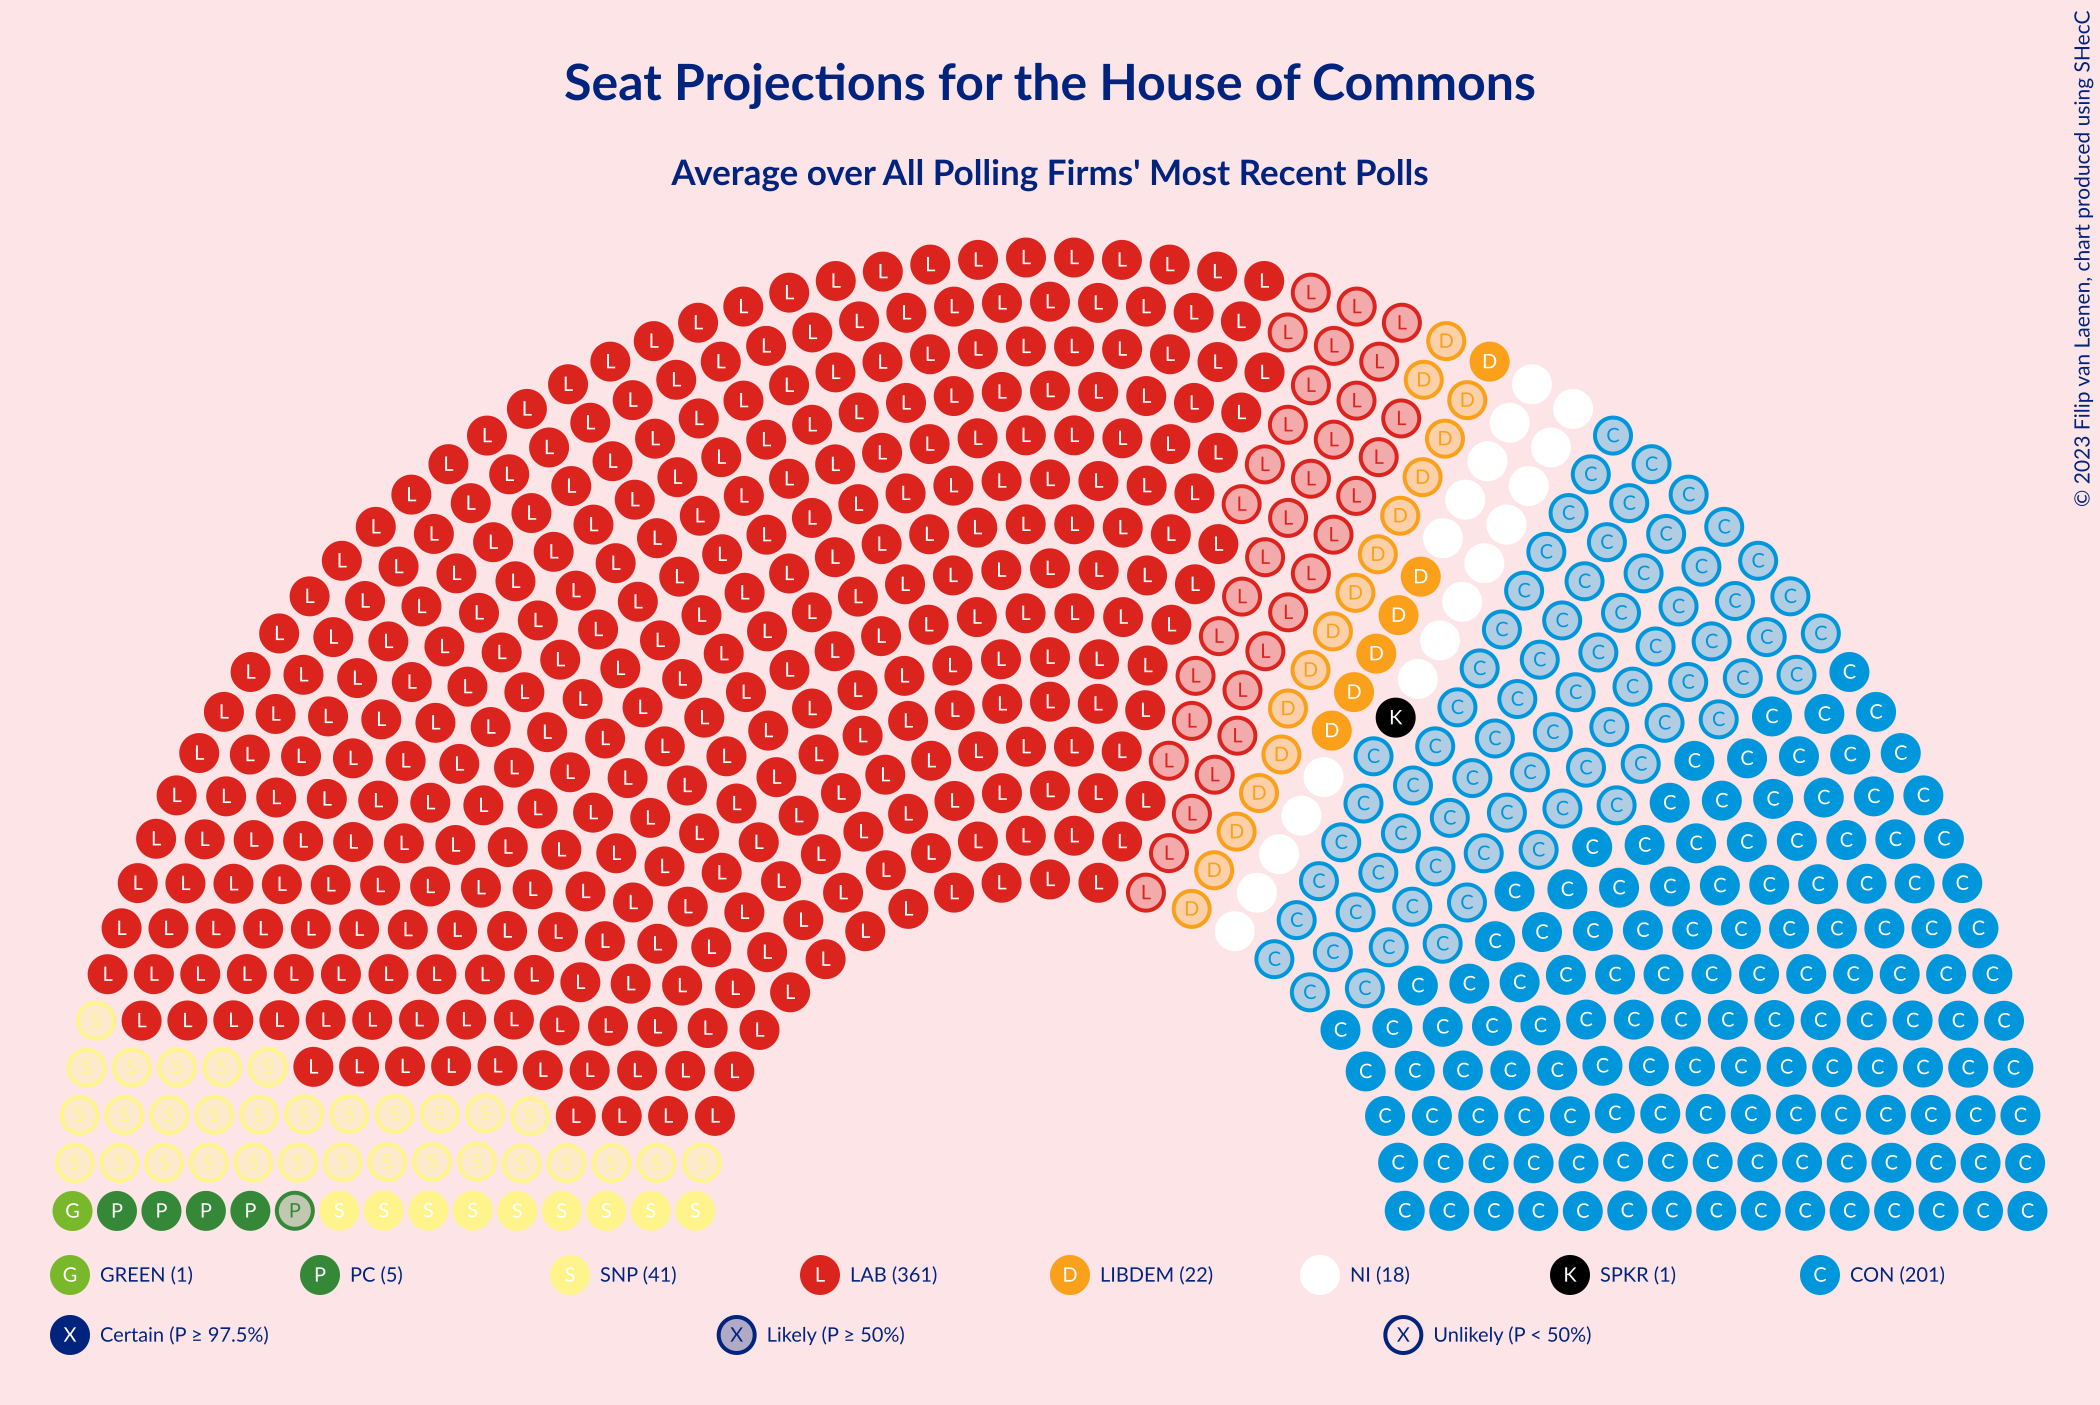 Seat Projections for the House of Commons
Average over All Polling Firms' Most Recent Polls
© 2023 Filip van Laenen, chart produced using SHecC
G GREEN (1) P PC (5) S SNP (41) L LAB (361) D LIBDEM (22) NI (18) K SPKR (1) C CON (201)
X Certain (P ≥ 97.5%) X Likely (P ≥ 50%) X Unlikely (P < 50%)